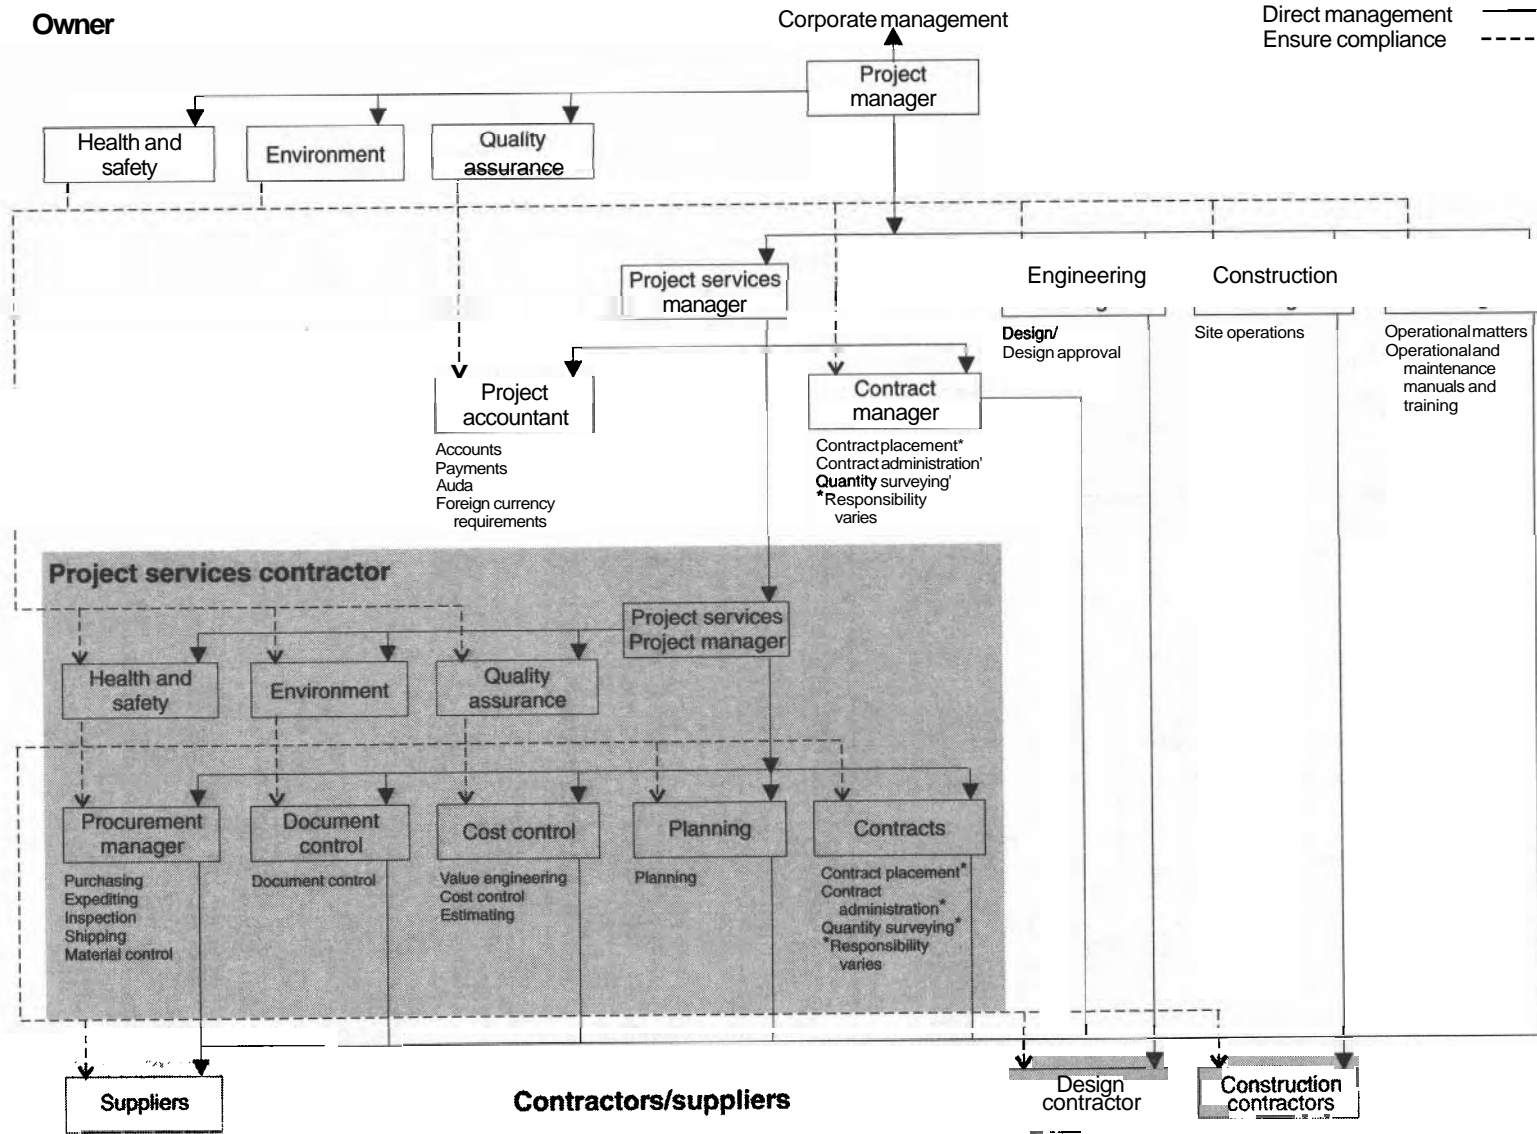 Owner
Corporate management
Direct management
Ensure compliance
Project
manager
Health and
safety
Environment
Quality
assurance
Project services
manager
Engineering
Construction
Design/
Design approval
Site operations
Operational matters
Operational and
maintenance
manuals and
training
Project
accountant
Contract
manager
Accounts
Payments
Auda
Foreign currency
requirements
Contract placement*
Contract administration'
Quantity surveying'
*Responsibility
varies
Project services contractor
Project services
Project manager
Health and
safety
Environment
Quality
assurance
Procurement
manager
Document
control
Cost control
Planning
Contracts
Purchasing
Expediting
Inspection
Shipping
Material control
Document control
Value engineering
Cost control
Estimating
Planning
Contract placement*
Contract
administration*
Quantity surveying*
*Responsibility
varies
Suppliers
Contractors/suppliers
Design
contractor
Construction
contractors